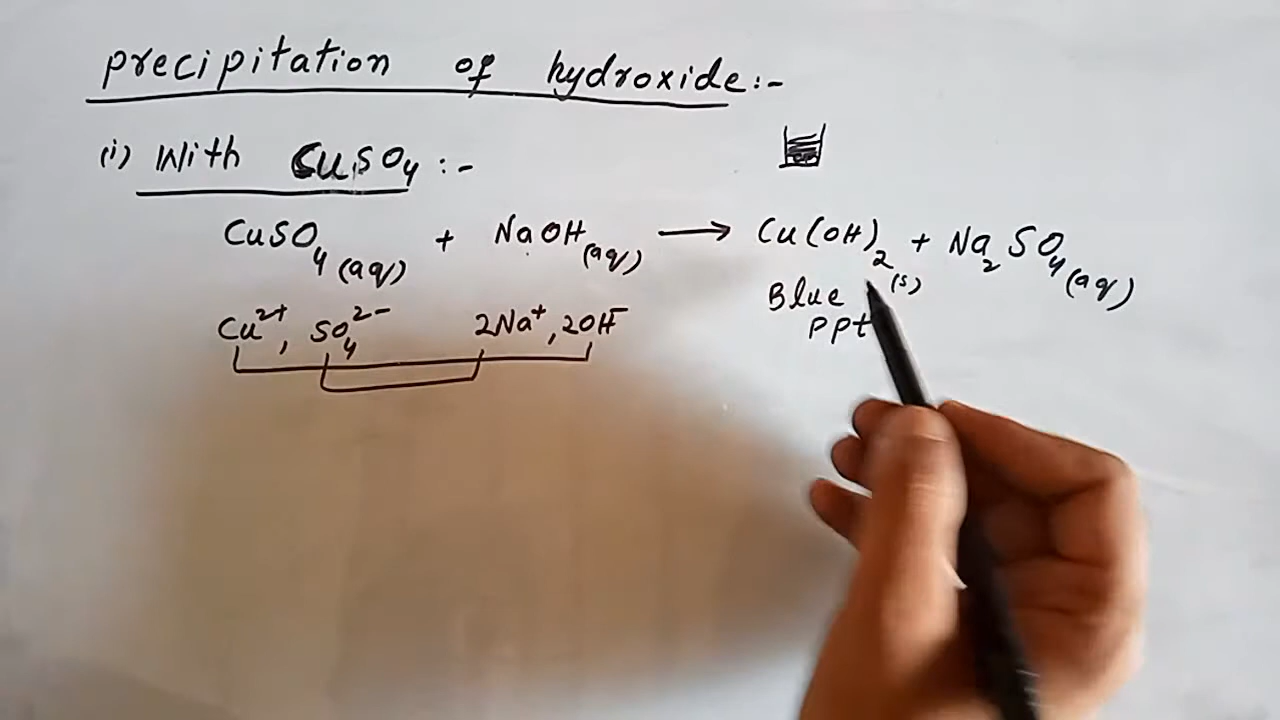 precipitation of hydroxide:-
(i) With CuSO4:-
CuSO4(aq) + NaOH(aq) → Cu(OH)2(s) + Na2SO4(aq)
Blue
ppt
Cu²⁺, SO4²⁻ 2Na⁺, 2OH⁻